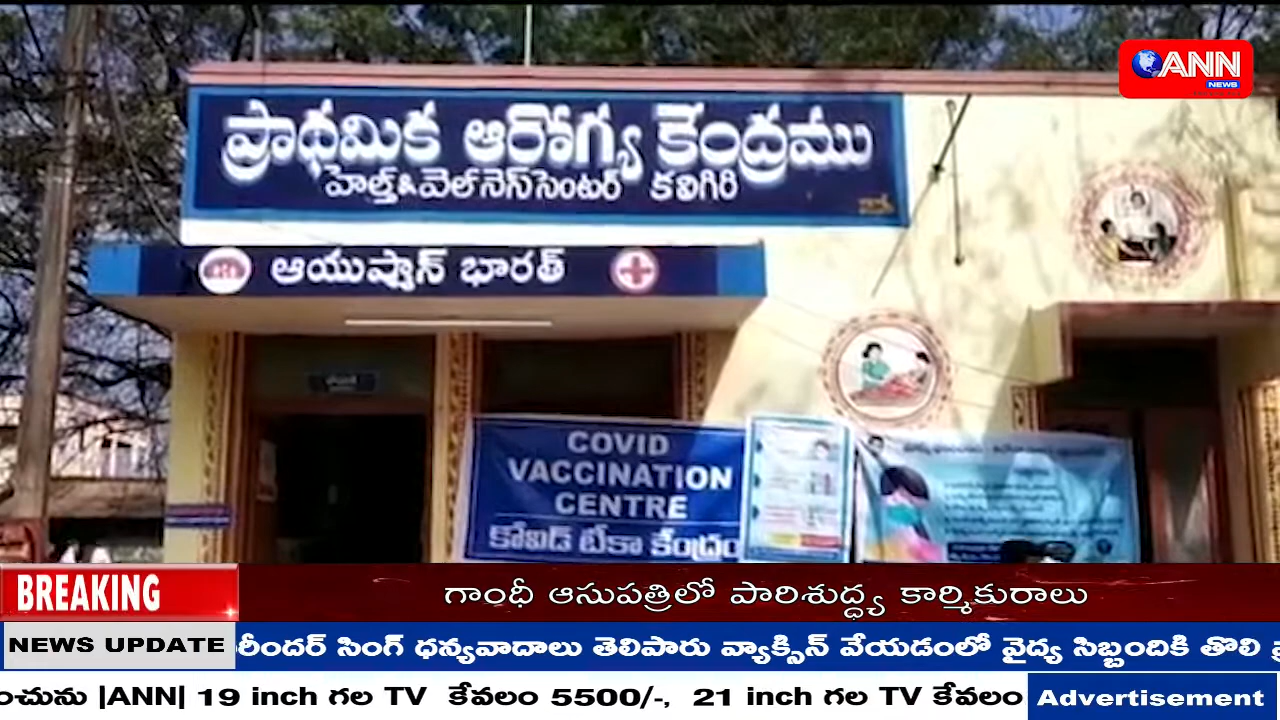 ANN
NEWS
ప్రాథమిక ఆరోగ్య కేంద్రము
హెల్త్ & వెల్ నెస్ సెంటర్ కలిగిరి
ఆయుష్మాన్ భారత్
COVID
VACCINATION
CENTRE
కోవిడ్ టీకా కేంద్రం
BREAKING
గాంధీ ఆసుపత్రిలో పారిశుద్ధ్య కార్మికురాలు
NEWS UPDATE
రీందర్ సింగ్ ధన్యవాదాలు తెలిపారు వ్యాక్సిన్ వేయడంలో వైద్య సిబ్బందికి తొలి
ంచును |ANN| 19 inch గల TV కేవలం 5500/-, 21 inch గల TV కేవలం
Advertisement